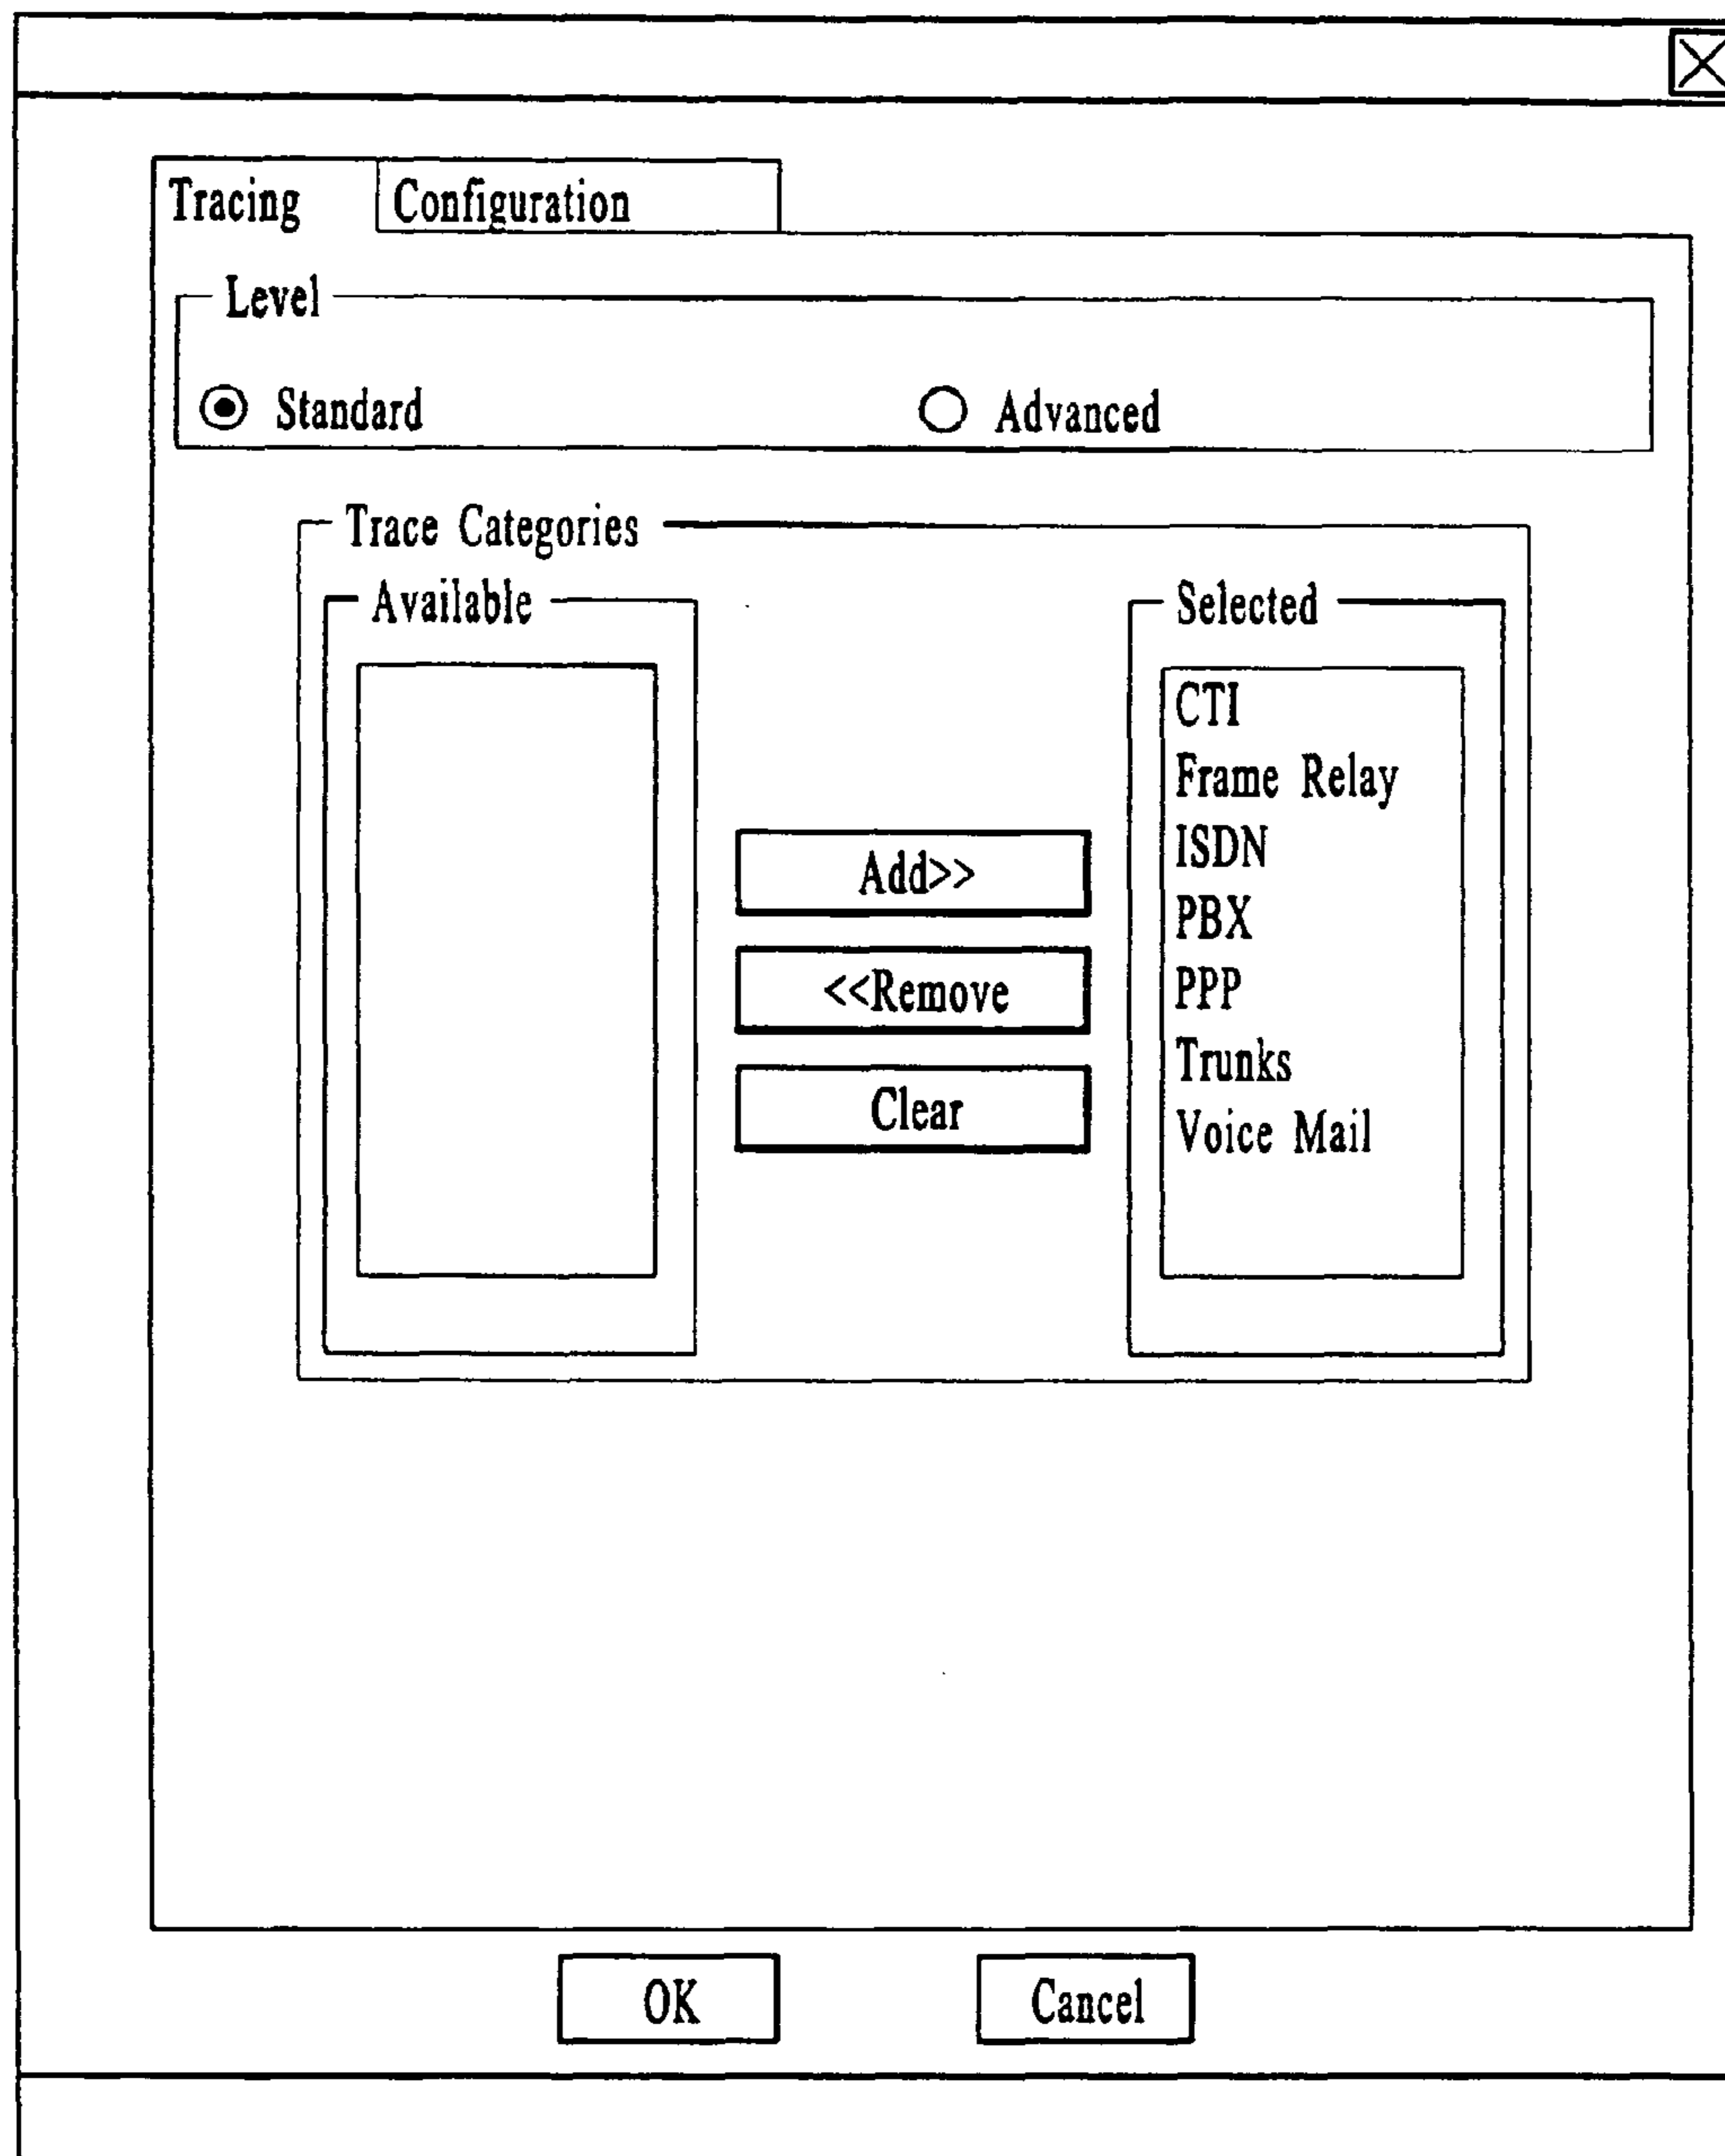 Tracing
Configuration
Level
Standard
Advanced
Trace Categories
Available
Selected
CTI
Frame Relay
ISDN
PBX
PPP
Trunks
Voice Mail
Add>>
<<Remove
Clear
OK
Cancel